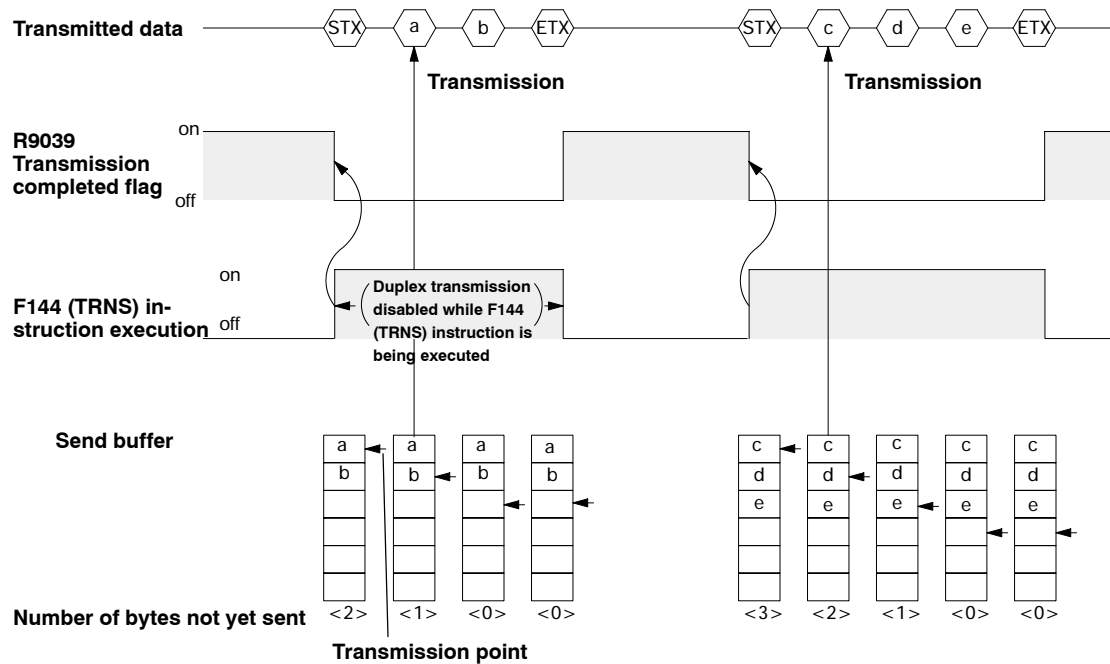 Transmitted data
STX a b ETX STX c d e ETX
Transmission Transmission
R9039
Transmission
completed flag
on
off
F144 (TRNS) in-
struction execution
on
off
Duplex transmission
disabled while F144
(TRNS) instruction is
being executed
Send buffer
a a a a c c c c c
b b b b d d d d d
e e e e e
Number of bytes not yet sent
<2> <1> <0> <0> <3> <2> <1> <0> <0>
Transmission point